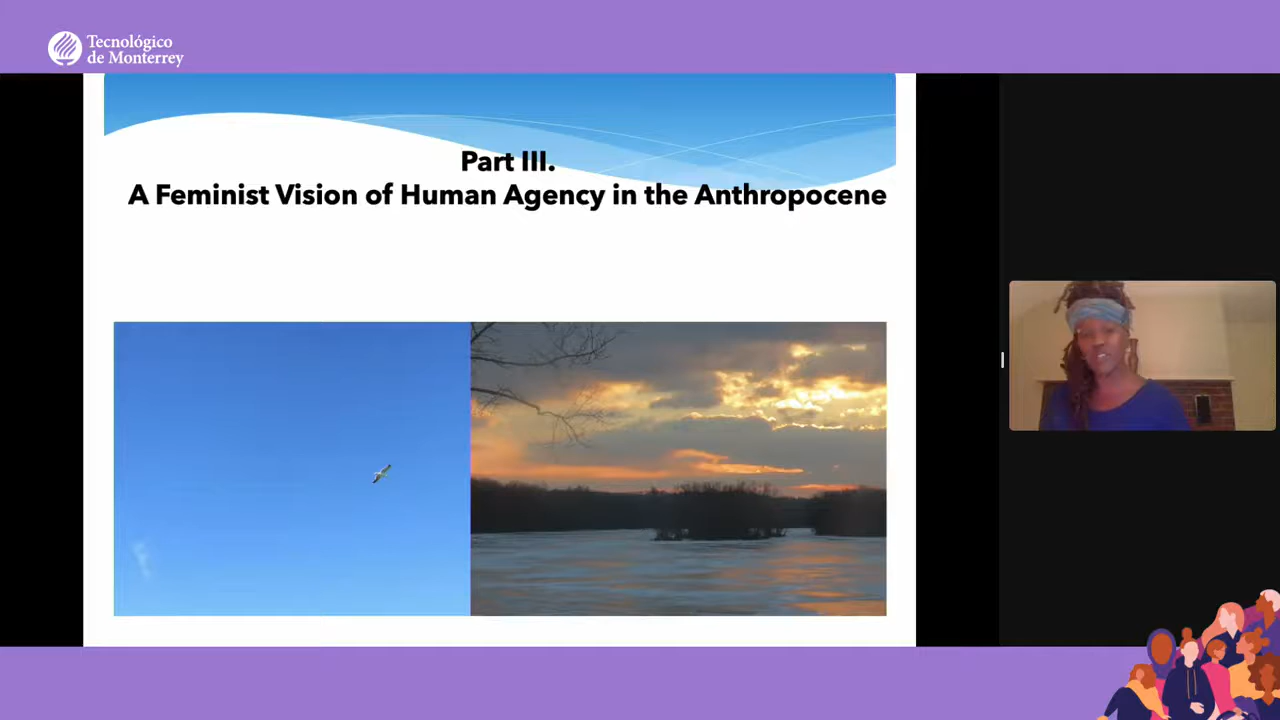 Tecnológico
de Monterrey
Part III.
A Feminist Vision of Human Agency in the Anthropocene